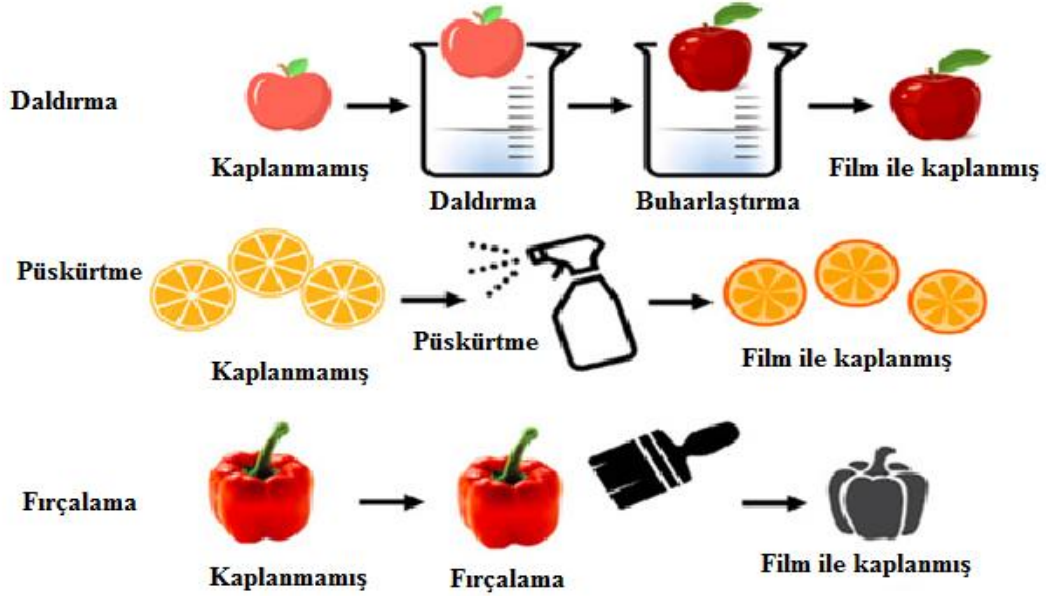 Daldırma
Kaplanmamış
Daldırma
Buharlaştırma
Film ile kaplanmış
Püskürtme
Kaplanmamış
Püskürtme
Film ile kaplanmış
Fırçalama
Kaplanmamış
Fırçalama
Film ile kaplanmış